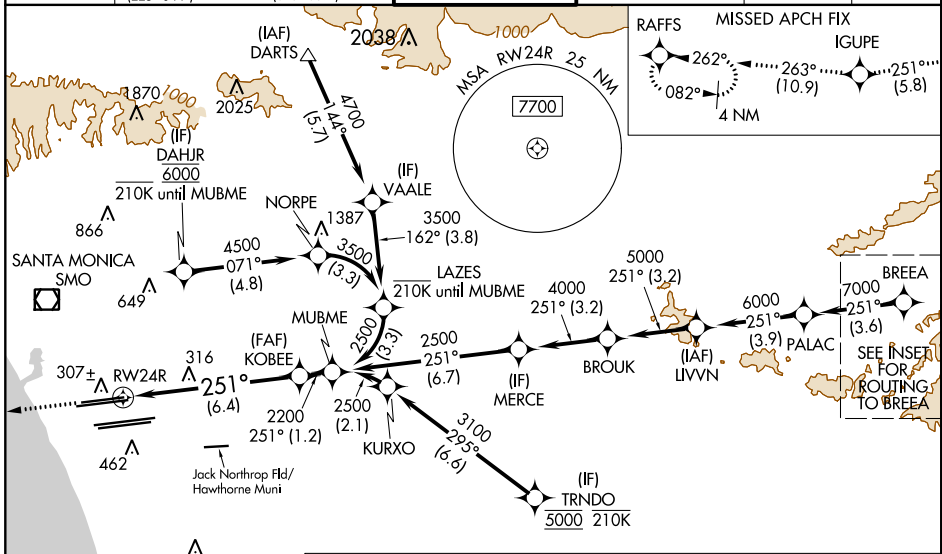 (IAF)
DARTS
2038
1000
MISSED APCH FIX
RAFFS
IGUPE
262°
263°
(10.9)
251°
(5.8)
082°
4 NM
MSA RW24R 25 NM
7700
1870
1000
2025
4700
144°
(5.7)
(IF)
DAHJR
6000
210K until MUBME
(IF)
VAALE
NORPE
1387
3500
162° (3.8)
866
SANTA MONICA
SMO
649
4500
071°
(4.8)
3500
(3.3)
LAZES
210K until MUBME
5000
251° (3.2)
4000
251° (3.2)
BREEA
7000
251°
(3.6)
6000
251°
(3.9)
PALAC
MUBME
2500
(3.3)
2500
251°
(6.7)
BROUK
(IAF)
LIVVN
SEE INSET
FOR
ROUTING
TO BREEA
(FAF)
KOBEE
316
307±
RW24R
251°
(6.4)
(IF)
MERCE
2200
251° (1.2)
2500
(2.1)
KURXO
3100
295°
(6.6)
462
Jack Northrop Fld/
Hawthorne Muni
(IF)
TRNDO
5000 210K